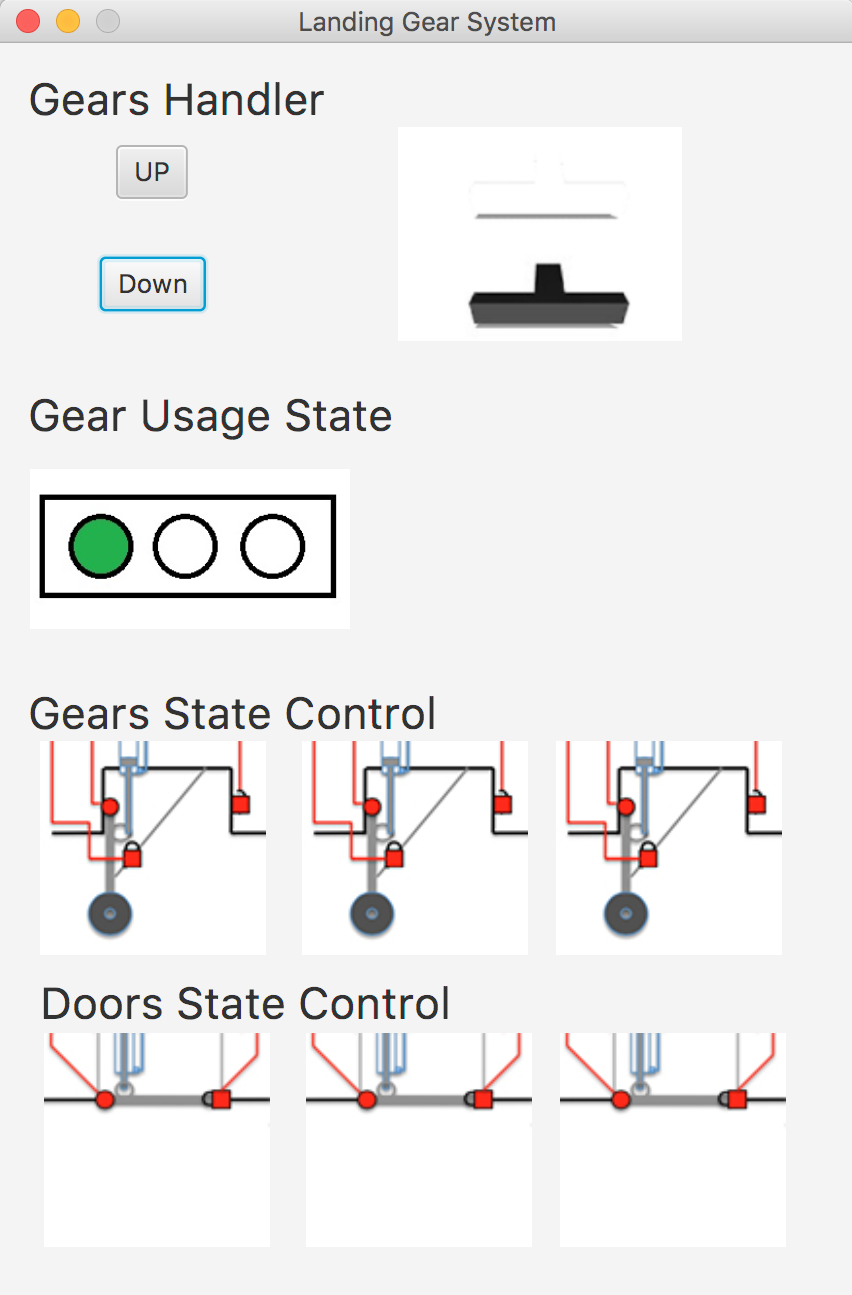 Landing Gear System
Gears Handler
UP
Down
Gear Usage State
Gears State Control
Doors State Control